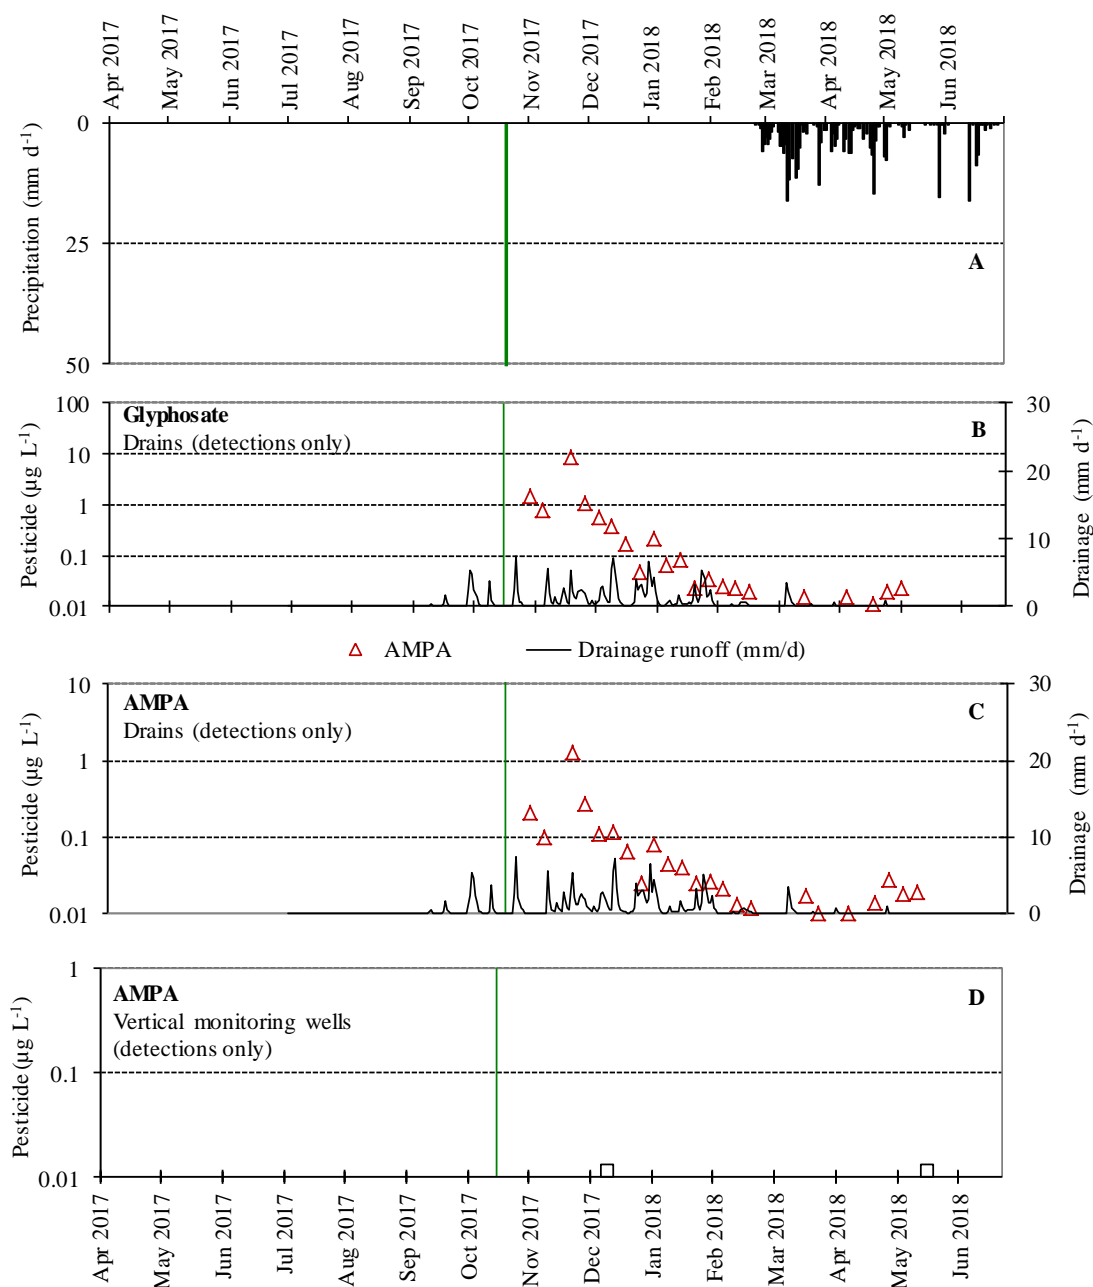 Apr 2017
May 2017
Jun 2017
Jul 2017
Aug 2017
Sep 2017
Oct 2017
Nov 2017
Dec 2017
Jan 2018
Feb 2018
Mar 2018
Apr 2018
May 2018
Jun 2018
Precipitation (mm d-1)
0
25
50
A
Pesticide (µg L-1)
100
10
1
0.1
0.01
Glyphosate
Drains (detections only)
B
30
20
10
0
Drainage (mm d-1)
AMPA
Drainage runoff (mm/d)
Pesticide (µg L-1)
10
1
0.1
0.01
AMPA
Drains (detections only)
C
30
20
10
0
Drainage (mm d-1)
Pesticide (µg L-1)
1
0.1
0.01
AMPA
Vertical monitoring wells
(detections only)
D
Apr 2017
May 2017
Jun 2017
Jul 2017
Aug 2017
Sep 2017
Oct 2017
Nov 2017
Dec 2017
Jan 2018
Feb 2018
Mar 2018
Apr 2018
May 2018
Jun 2018